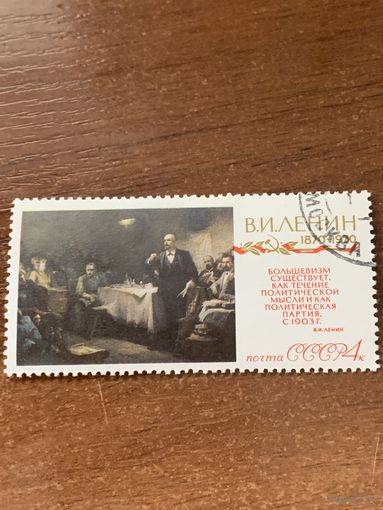 В.И.ЛЕНИН
1870-1970
БОЛЬШЕВИЗМ
СУЩЕСТВУЕТ,
КАК ТЕЧЕНИЕ
ПОЛИТИЧЕСКОЙ
МЫСЛИ И КАК
ПОЛИТИЧЕСКАЯ
ПАРТИЯ,
С 1903 Г.
В.И.ЛЕНИН
почта СССР 4к